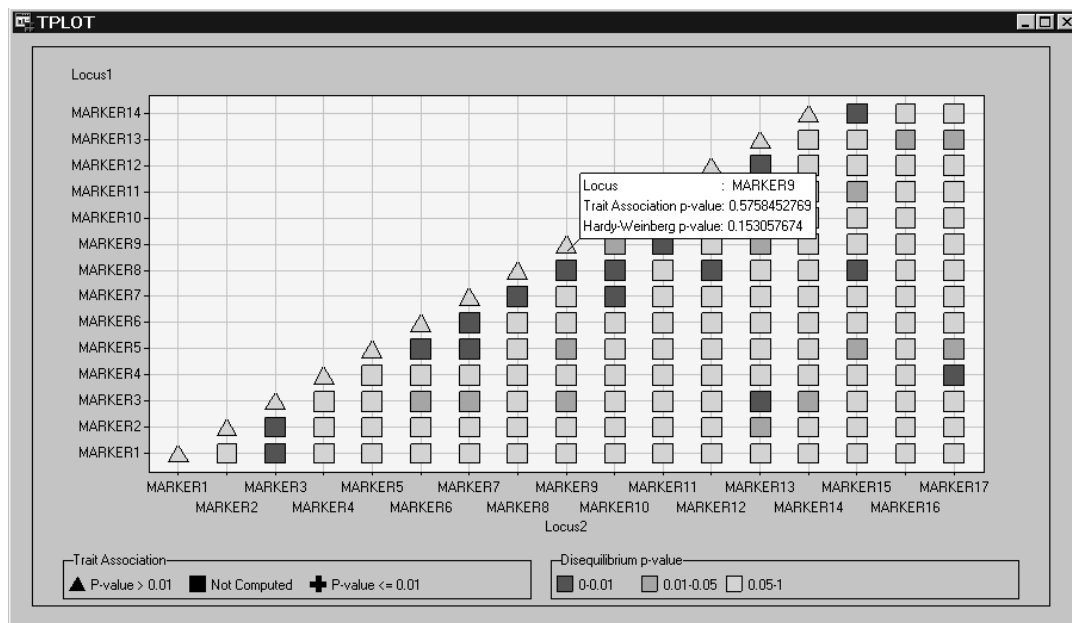 TPLOT
Locus1
MARKER14
MARKER13
MARKER12
MARKER11
MARKER10
MARKER9
MARKER8
MARKER7
MARKER6
MARKER5
MARKER4
MARKER3
MARKER2
MARKER1
Locus : MARKER9
Trait Association p-value: 0.5758452769
Hardy-Weinberg p-value: 0.153057674
MARKER1 MARKER3 MARKER5 MARKER7 MARKER9 MARKER11 MARKER13 MARKER15 MARKER17
MARKER2 MARKER4 MARKER6 MARKER8 MARKER10 MARKER12 MARKER14 MARKER16
Locus2
Trait Association
P-value > 0.01 Not Computed P-value <= 0.01
Disequilibrium p-value
0-0.01 0.01-0.05 0.05-1